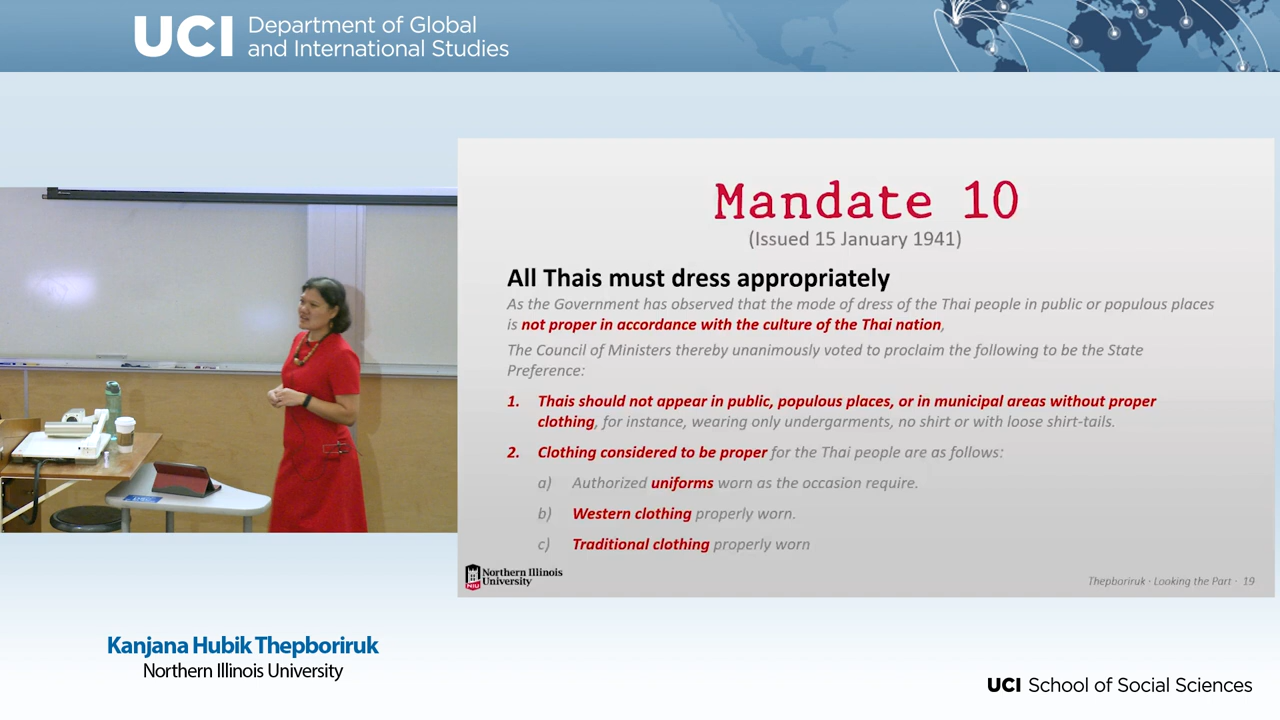 UCI Department of Global
and International Studies
Mandate 10
(Issued 15 January 1941)
All Thais must dress appropriately
As the Government has observed that the mode of dress of the Thai people in public or populous places
is not proper in accordance with the culture of the Thai nation,
The Council of Ministers thereby unanimously voted to proclaim the following to be the State
Preference:
1. Thais should not appear in public, populous places, or in municipal areas without proper
clothing, for instance, wearing only undergarments, no shirt or with loose shirt-tails.
2. Clothing considered to be proper for the Thai people are as follows:
a) Authorized uniforms worn as the occasion require.
b) Western clothing properly worn.
c) Traditional clothing properly worn
NIU Northern Illinois
University
Thepboriruk · Looking the Part · 19
Kanjana Hubik Thepboriruk
Northern Illinois University
UCI School of Social Sciences